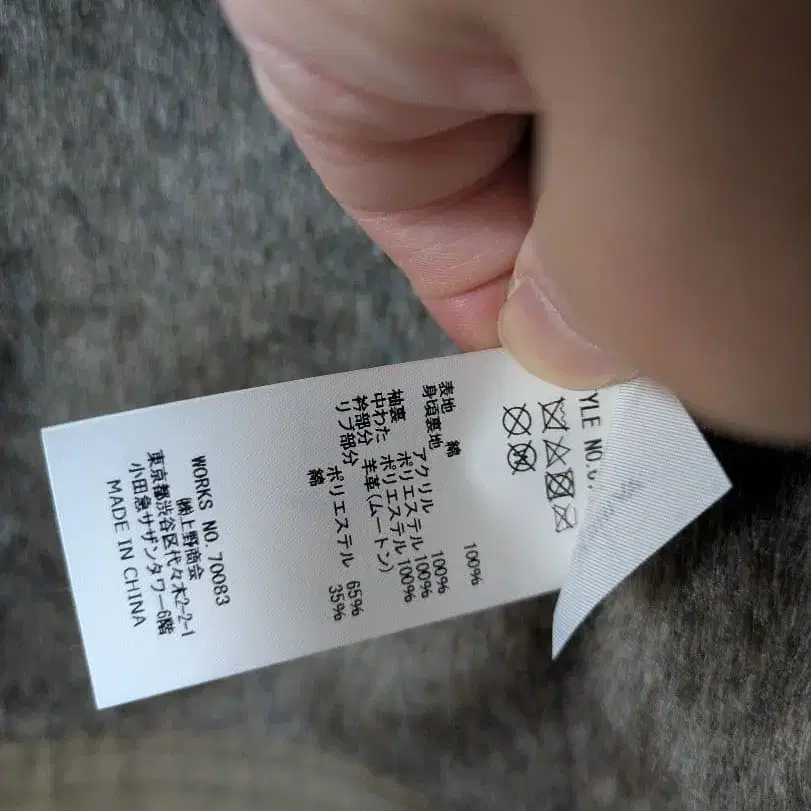 YLE NO.
表地 綿 100%
身頃裏地 アクリル 100%
袖裏 ポリエステル 100%
中わた ポリエステル 100%
衿部分 羊革(ムートン)
リブ部分 ポリエステル 65%
綿 35%
WORKS NO. 70083
㈱上野商会
東京都渋谷区代々木2-2-1
小田急サザンタワー6階
MADE IN CHINA